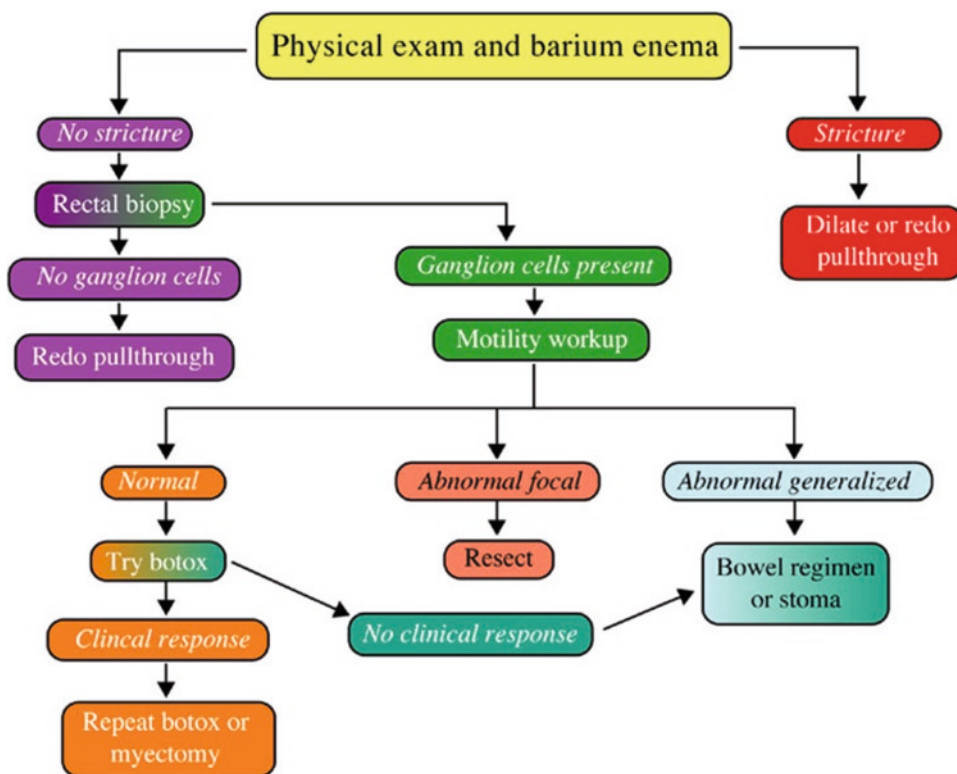 Physical exam and barium enema
No stricture
Stricture
Rectal biopsy
Dilate or redo
pullthrough
No ganglion cells
Ganglion cells present
Redo pullthrough
Motility workup
Normal
Abnormal focal
Abnormal generalized
Try botox
Resect
Bowel regimen
or stoma
Clincal response
No clinical response
Repeat botox or
myectomy